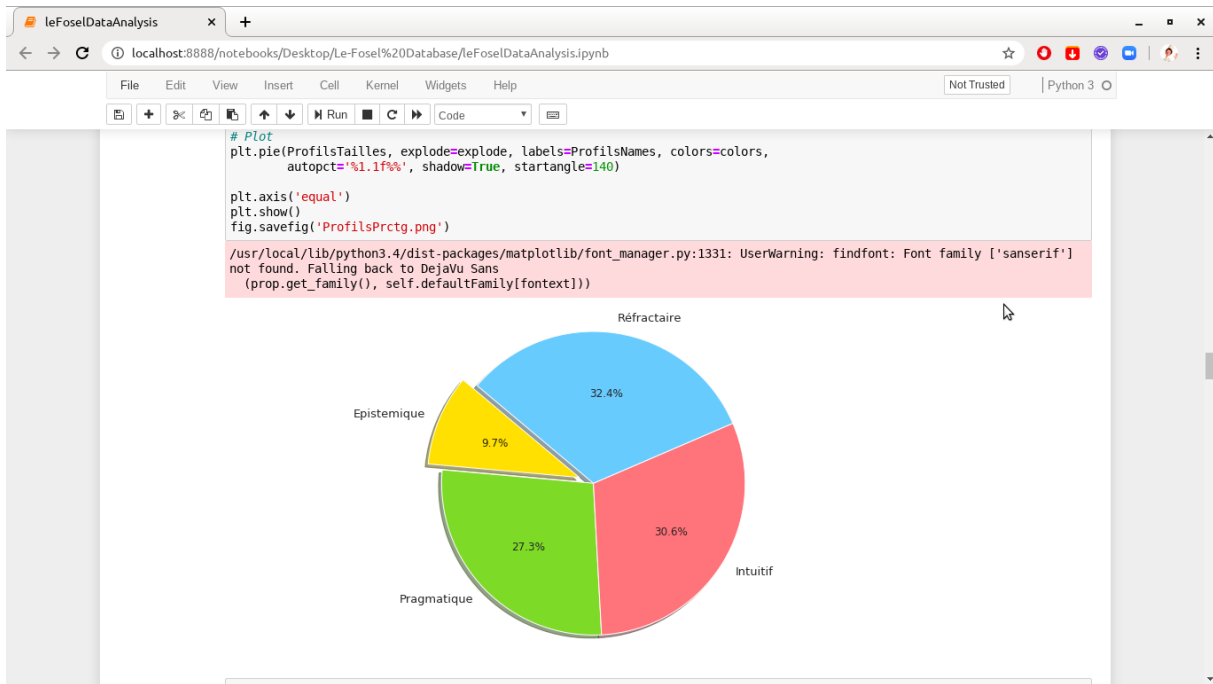 leFoselDataAnalysis
localhost:8888/notebooks/Desktop/Le-Fosel%20Database/leFoselDataAnalysis.ipynb
File Edit View Insert Cell Kernel Widgets Help Not Trusted Python 3
Run Code
# Plot
plt.pie(ProfilsTailles, explode=explode, labels=ProfilsNames, colors=colors,
autopct='%1.1f%%', shadow=True, startangle=140)
plt.axis('equal')
plt.show()
fig.savefig('ProfilsPrctg.png')
/usr/local/lib/python3.4/dist-packages/matplotlib/font_manager.py:1331: UserWarning: findfont: Font family ['sanserif']
not found. Falling back to DejaVu Sans
(prop.get_family(), self.defaultFamily[fontext]))
Réfractaire
32.4%
Epistemique
9.7%
30.6%
27.3%
Intuitif
Pragmatique